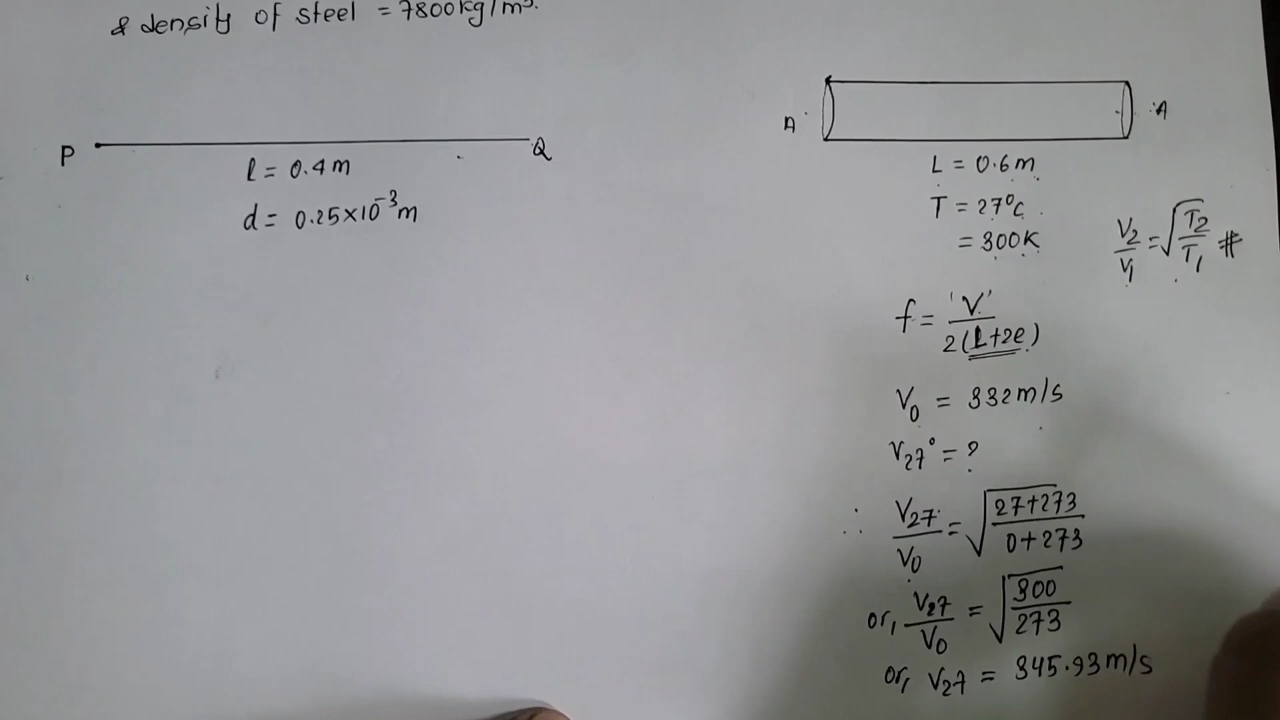 & density of steel = 7800kg/m³.
P Q
l = 0.4 m
d = 0.25×10⁻³m
A A
L = 0.6m
T = 27°C
= 300K
V₂/V₁ = √(T₂/T₁) #
f = 'V'/2(L+2e)
V₀ = 332m/s
V₂₇° = ?
∴ V₂₇/V₀ = √(27+273/0+273)
or, V₂₇/V₀ = √(300/273)
or, V₂₇ = 345.93m/s